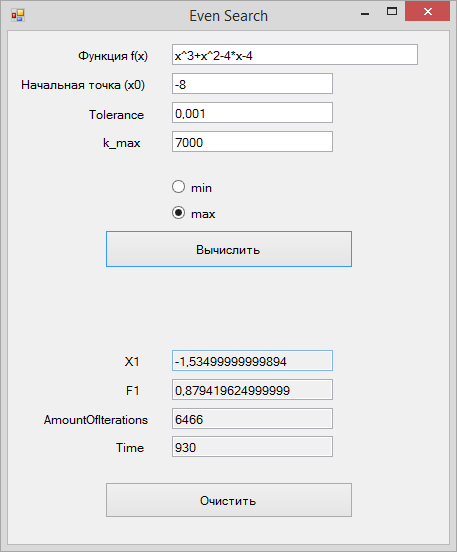 Even Search
Функция f(x) x^3+x^2-4*x-4
Начальная точка (x0) -8
Tolerance 0,001
k_max 7000
min
max
Вычислить
X1 -1,53499999999894
F1 0,879419624999999
AmountOfIterations 6466
Time 930
Очистить